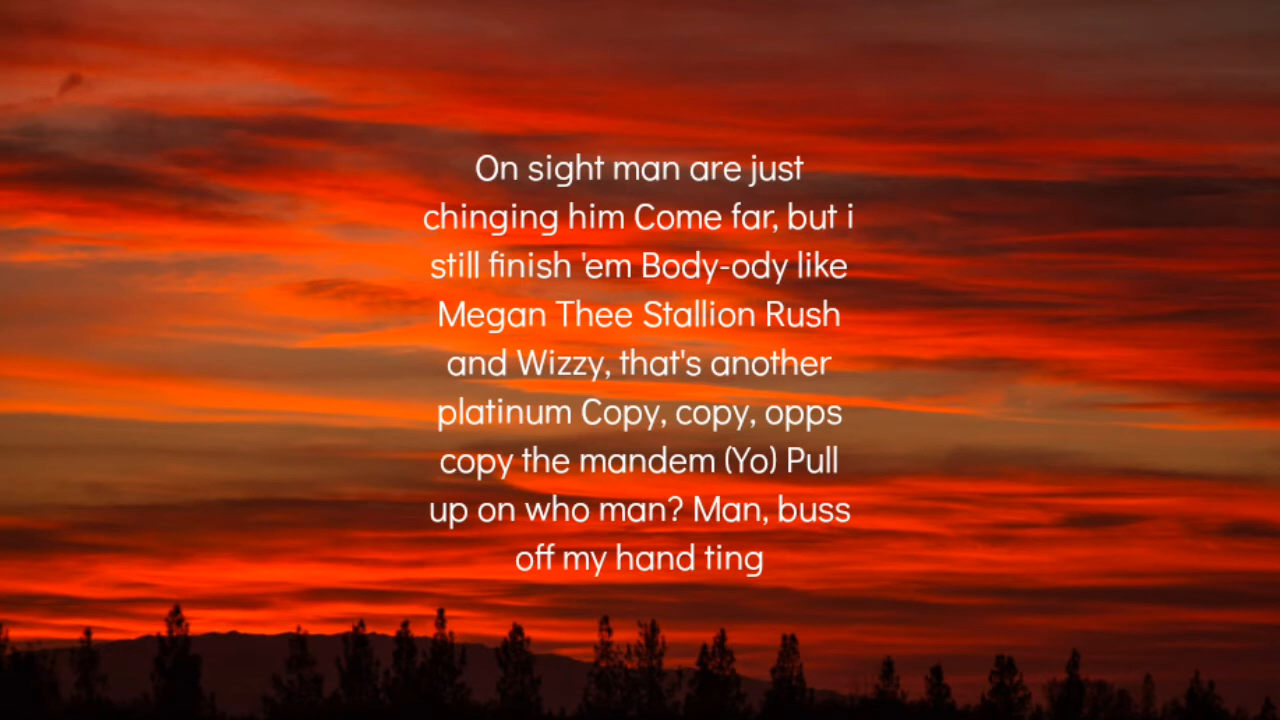 On sight man are just
chinging him Come far, but i
still finish 'em Body-ody like
Megan Thee Stallion Rush
and Wizzy, that's another
platinum Copy, copy, opps
copy the mandem (Yo) Pull
up on who man? Man, buss
off my hand ting